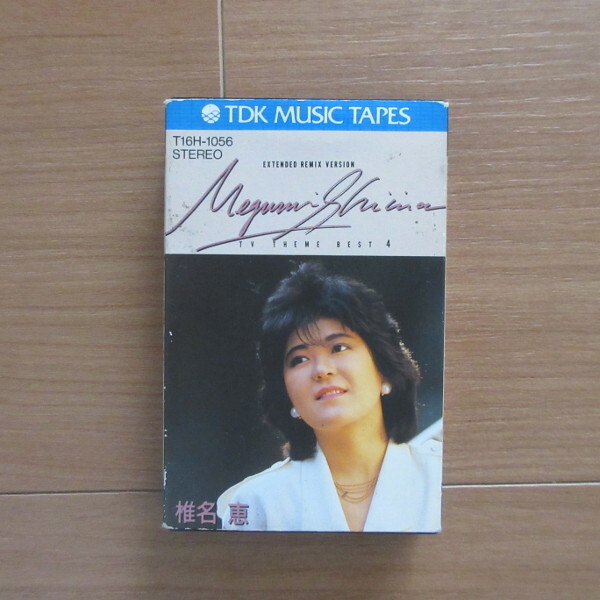 TDK MUSIC TAPES
T16H-1056
STEREO
EXTENDED REMIX VERSION
Megumi Shiina
TV THEME BEST 4
椎名 恵